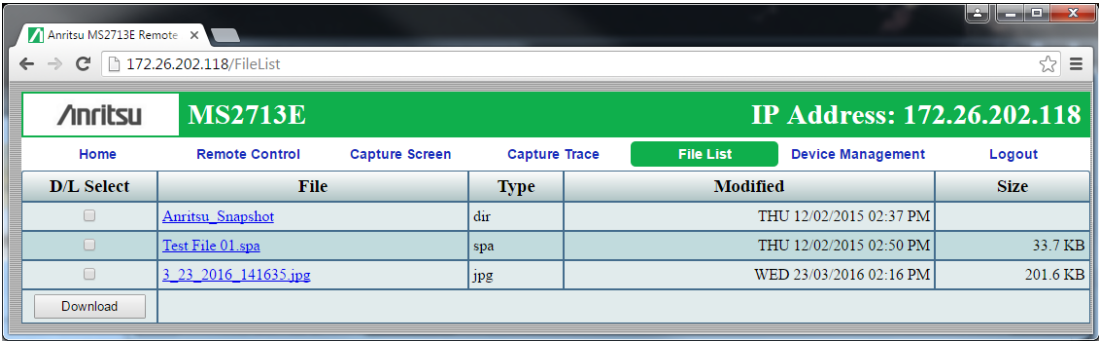 Anritsu MS2713E Remote
172.26.202.118/FileList
Anritsu MS2713E IP Address: 172.26.202.118
Home Remote Control Capture Screen Capture Trace File List Device Management Logout
D/L Select File Type Modified Size
Anritsu_Snapshot dir THU 12/02/2015 02:37 PM
Test File 01.spa spa THU 12/02/2015 02:50 PM 33.7 KB
3_23_2016_141635.jpg jpg WED 23/03/2016 02:16 PM 201.6 KB
Download